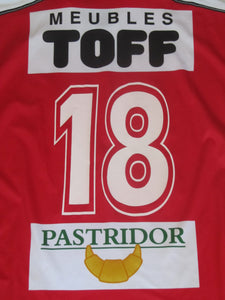 MEUBLES
TOFF
18
PASTRIDOR